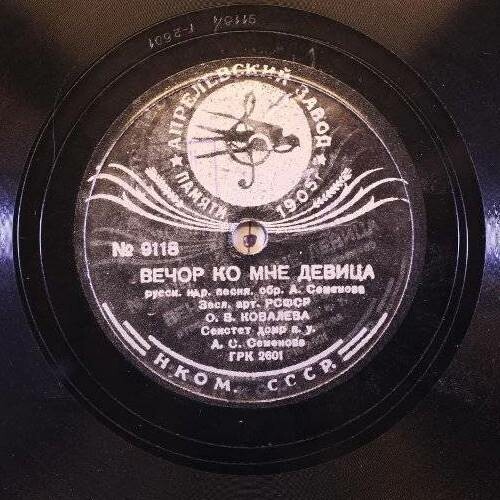 ★ АПРЕЛЕВСКИЙ ЗАВОД ★
ПАМЯТИ 1905 г.
№ 9118
ВЕЧОР КО МНЕ ДЕВИЦА
русск. нар. песня, обр. А. Семенова
Засл. арт. РСФСР
О. В. КОВАЛЕВА
Секстет домр п. у.
А. С. Семенова
ГРК 2601
НКОМ. СССР.
Г-2601